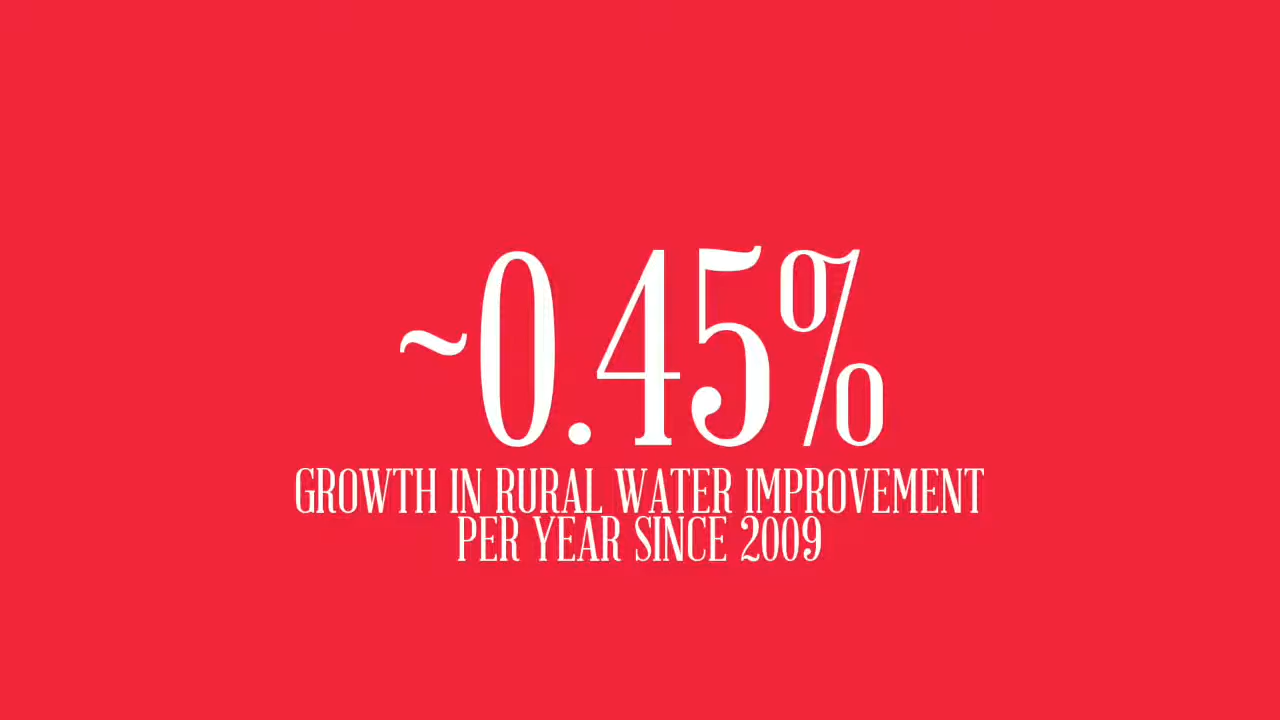 ~0.45%
GROWTH IN RURAL WATER IMPROVEMENT
PER YEAR SINCE 2009